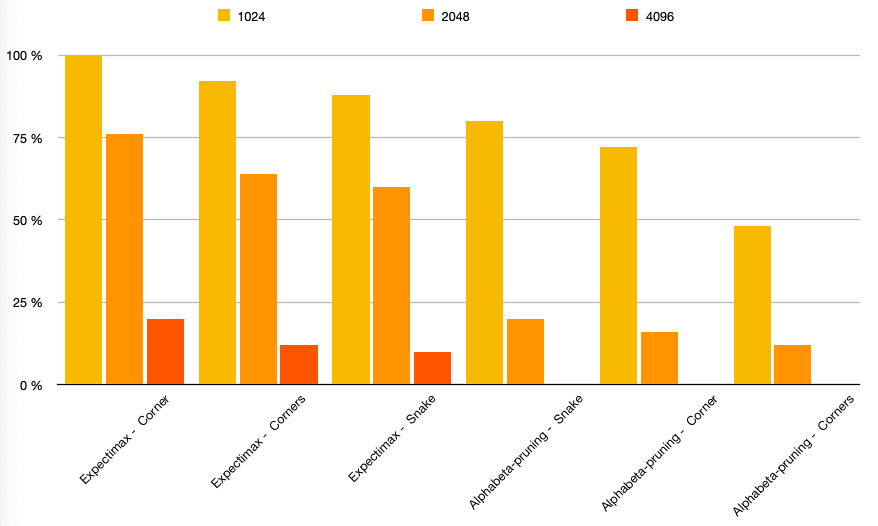 1024 2048 4096
100 %
75 %
50 %
25 %
0 %
Expectimax - Corner
Expectimax - Corners
Expectimax - Snake
Alphabeta-pruning - Snake
Alphabeta-pruning - Corner
Alphabeta-pruning - Corners